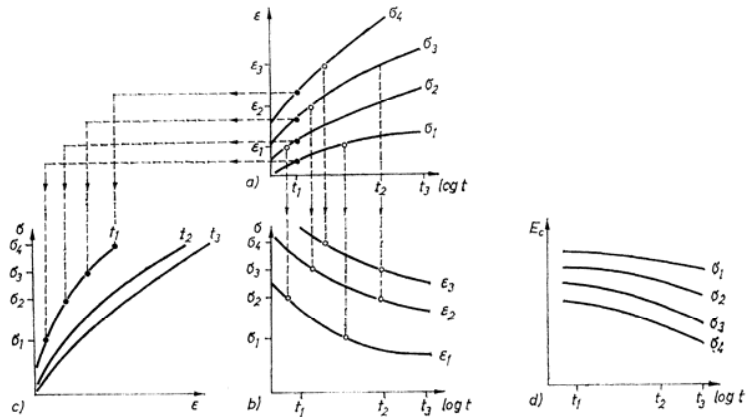 ε
σ4
σ3
ε3
σ2
ε2
σ1
ε1
a)
t1
t2
t3 log t
σ
σ4
σ3
σ2
σ1
t1
t2
t3
c)
ε
σ
σ4
σ3
σ2
σ1
ε3
ε2
ε1
b)
t1
t2
t3 log t
Ec
σ1
σ2
σ3
σ4
d)
t1
t2
t3 log t